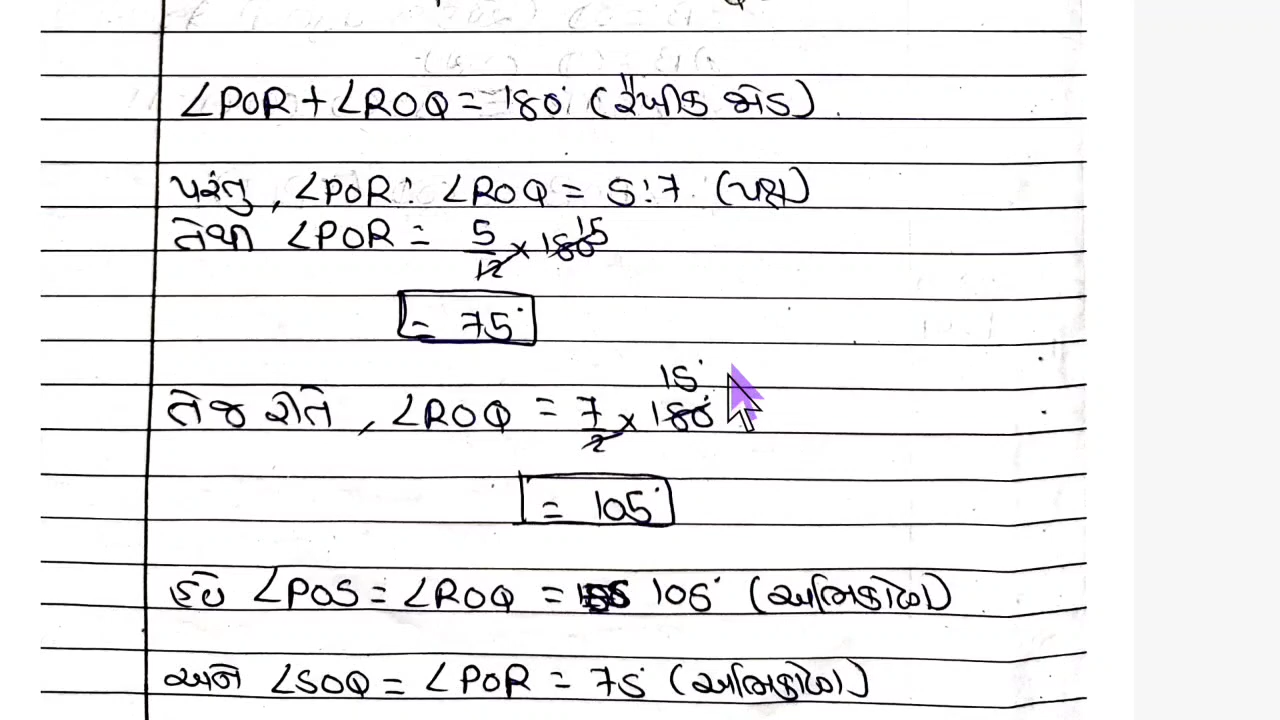 ∠POR + ∠ROQ = 180° (રૈખીક જોડ)
પરંતુ, ∠POR : ∠ROQ = 5:7 (પક્ષ)
તેથી ∠POR = 5/12 × 180 15
= 75°
15°
તેજ રીતે, ∠ROQ = 7/2 × 180°
= 105°
હવે ∠POS = ∠ROQ = 105° (અભિકોણો)
અને ∠SOQ = ∠POR = 75° (અભિકોણો)